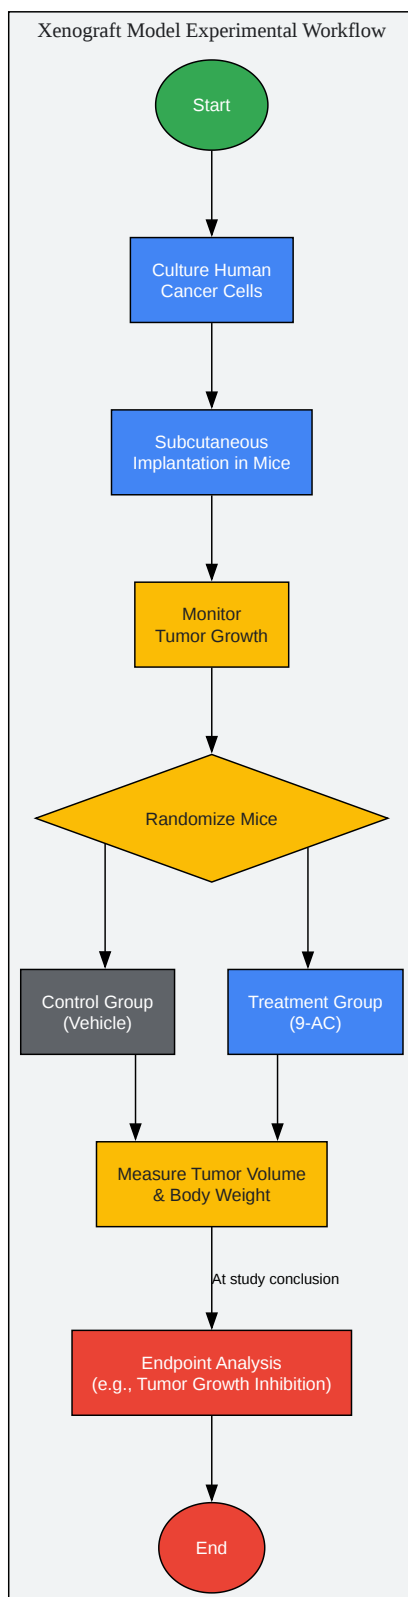 Xenograft Model Experimental Workflow
Start
Culture Human
Cancer Cells
Subcutaneous
Implantation in Mice
Monitor
Tumor Growth
Randomize Mice
Control Group
(Vehicle)
Treatment Group
(9-AC)
Measure Tumor Volume
& Body Weight
At study conclusion
Endpoint Analysis
(e.g., Tumor Growth Inhibition)
End